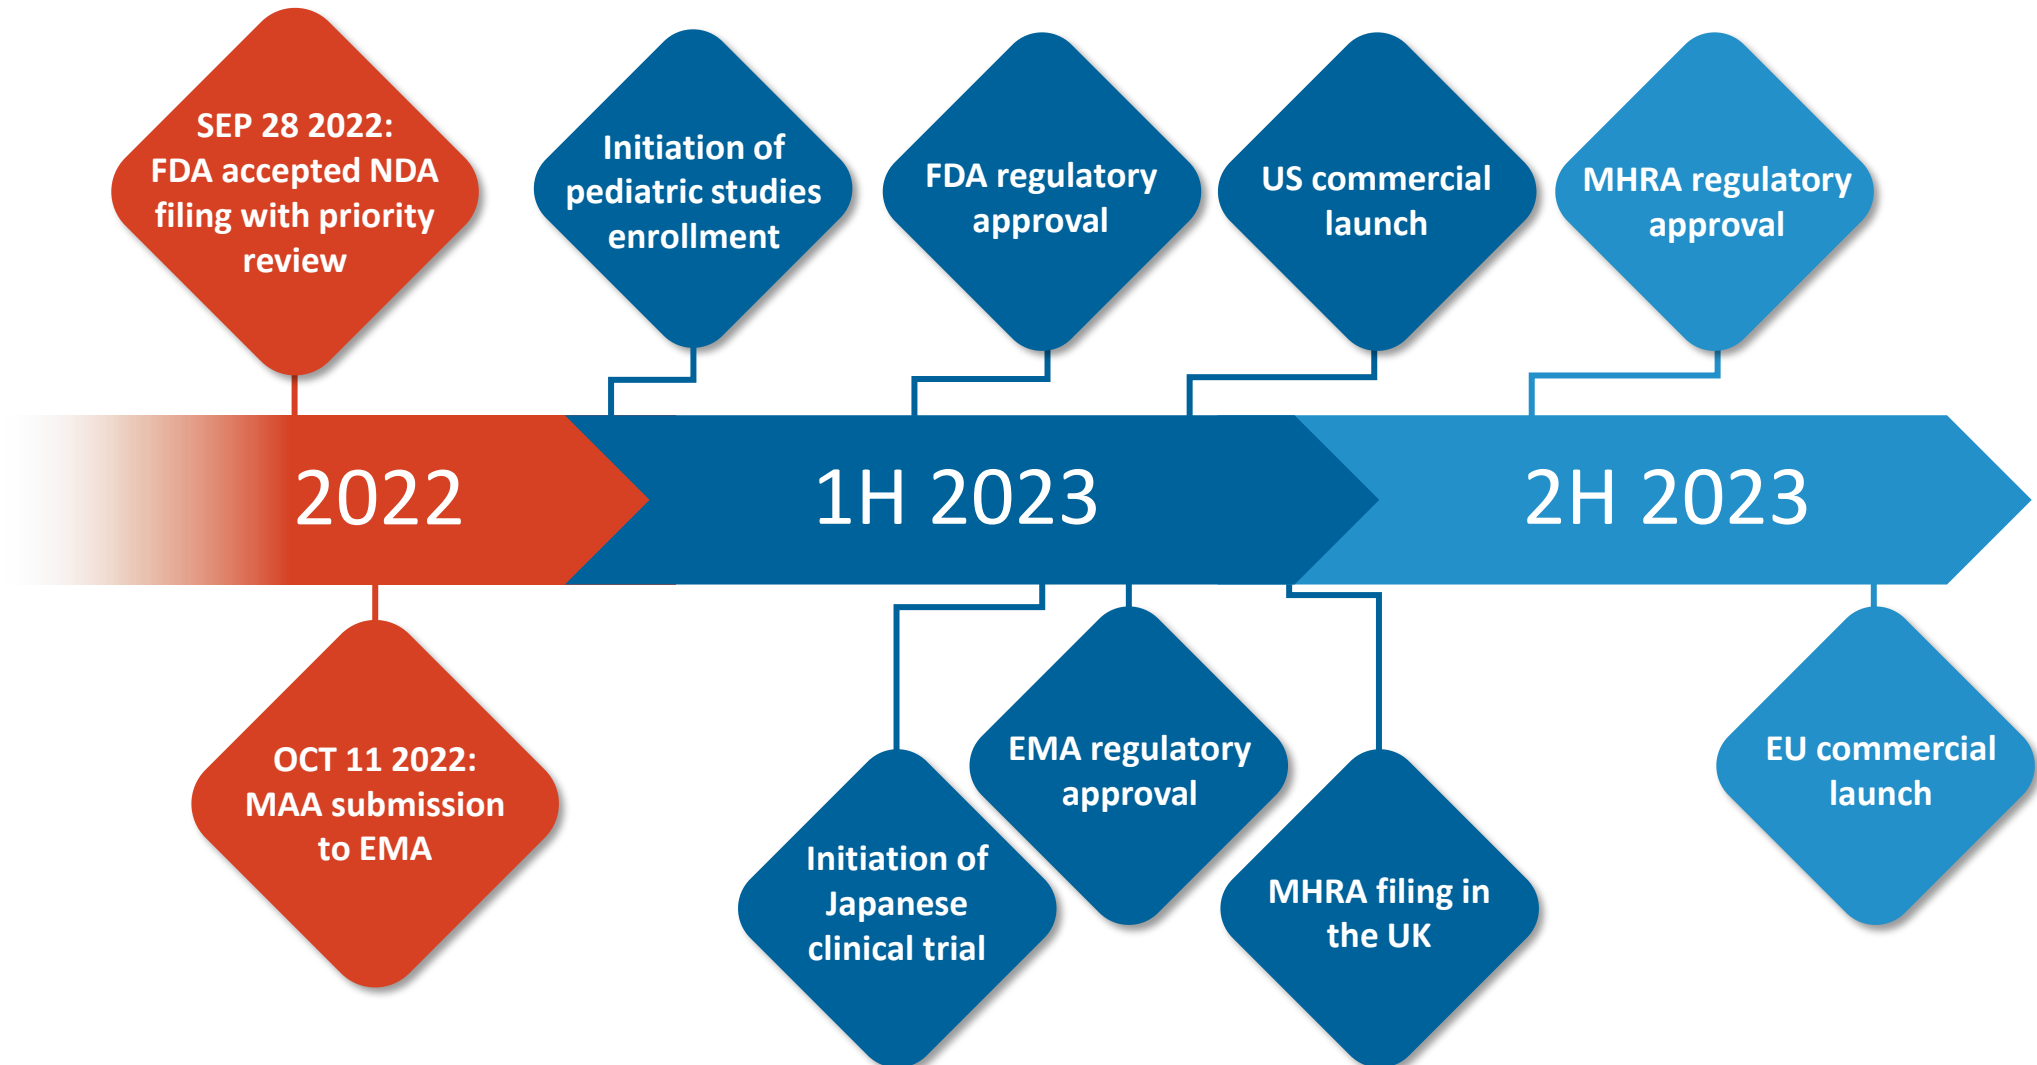 SEP 28 2022:
FDA accepted NDA
filing with priority
review
Initiation of
pediatric studies
enrollment
FDA regulatory
approval
US commercial
launch
MHRA regulatory
approval
2022
1H 2023
2H 2023
OCT 11 2022:
MAA submission
to EMA
Initiation of
Japanese
clinical trial
EMA regulatory
approval
MHRA filing in
the UK
EU commercial
launch